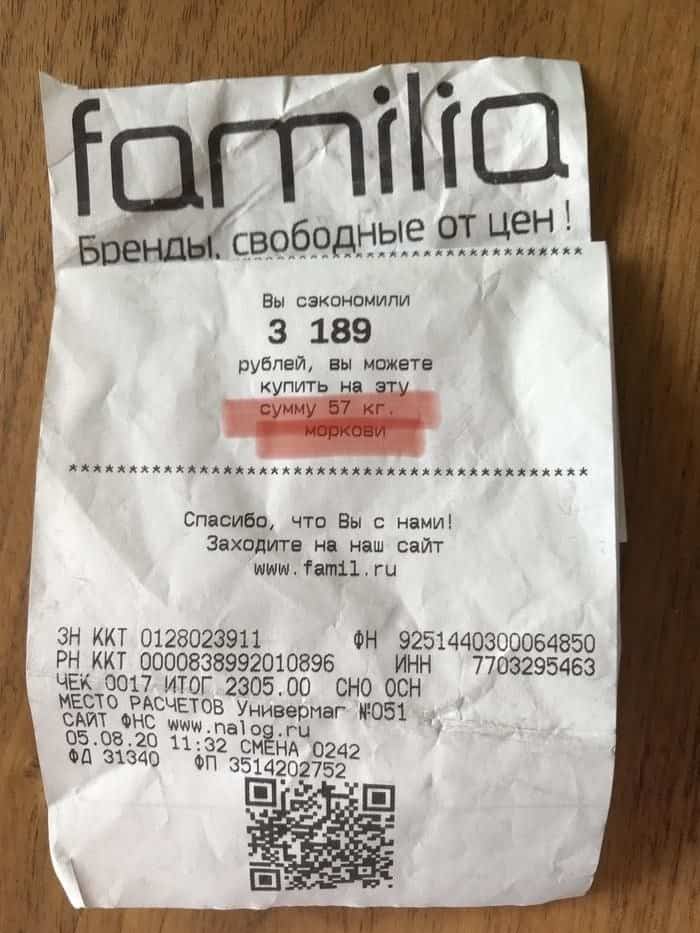 familia
Бренды, свободные от цен!
****************************************
Вы сэкономили
3 189
рублей, вы можете
купить на эту
сумму 57 кг.
моркови
****************************************
Спасибо, что Вы с нами!
Заходите на наш сайт
www.famil.ru
ЗН ККТ 0128023911 ФН 9251440300064850
РН ККТ 0000838992010896 ИНН 7703295463
ЧЕК 0017 ИТОГ 2305.00 СНО ОСН
МЕСТО РАСЧЕТОВ Универмаг №051
САЙТ ФНС www.nalog.ru
05.08.20 11:32 СМЕНА 0242
ФД 31340 ФП 3514202752